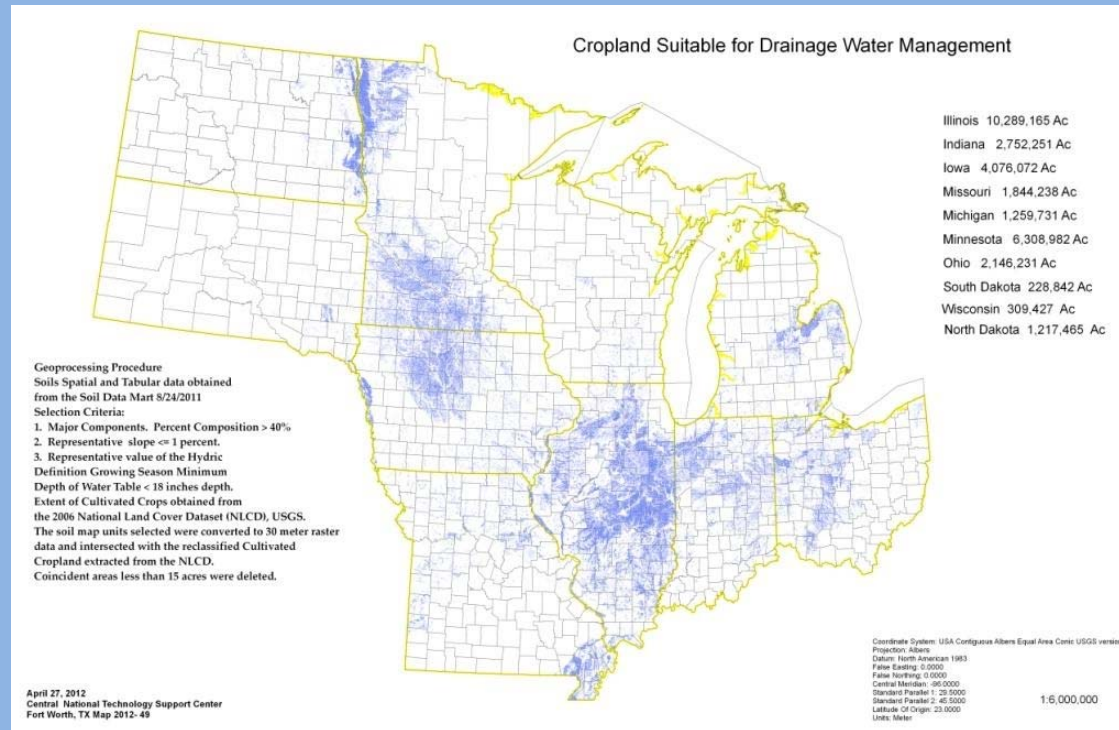 Cropland Suitable for Drainage Water Management
Illinois 10,289,165 Ac
Indiana 2,752,251 Ac
Iowa 4,076,072 Ac
Missouri 1,844,238 Ac
Michigan 1,259,731 Ac
Minnesota 6,308,982 Ac
Ohio 2,146,231 Ac
South Dakota 228,842 Ac
Wisconsin 309,427 Ac
North Dakota 1,217,465 Ac
Geoprocessing Procedure
Soils Spatial and Tabular data obtained
from the Soil Data Mart 8/24/2011
Selection Criteria:
1. Major Components. Percent Composition > 40%
2. Representative slope <= 1 percent.
3. Representative value of the Hydric
Definition Growing Season Minimum
Depth of Water Table < 18 inches depth.
Extent of Cultivated Crops obtained from
the 2006 National Land Cover Dataset (NLCD), USGS.
The soil map units selected were converted to 30 meter raster
data and intersected with the reclassified Cultivated
Cropland extracted from the NLCD.
Coincident areas less than 15 acres were deleted.
April 27, 2012
Central National Technology Support Center
Fort Worth, TX Map 2012- 49
Coordinate System: USA Contiguous Albers Equal Area Conic USGS version
Projection: Albers
Datum: North American 1983
False Easting: 0.0000
False Northing: 0.0000
Central Meridian: -96.0000
Standard Parallel 1: 29.5000
Standard Parallel 2: 45.5000
Latitude Of Origin: 23.0000
Units: Meter
1:6,000,000